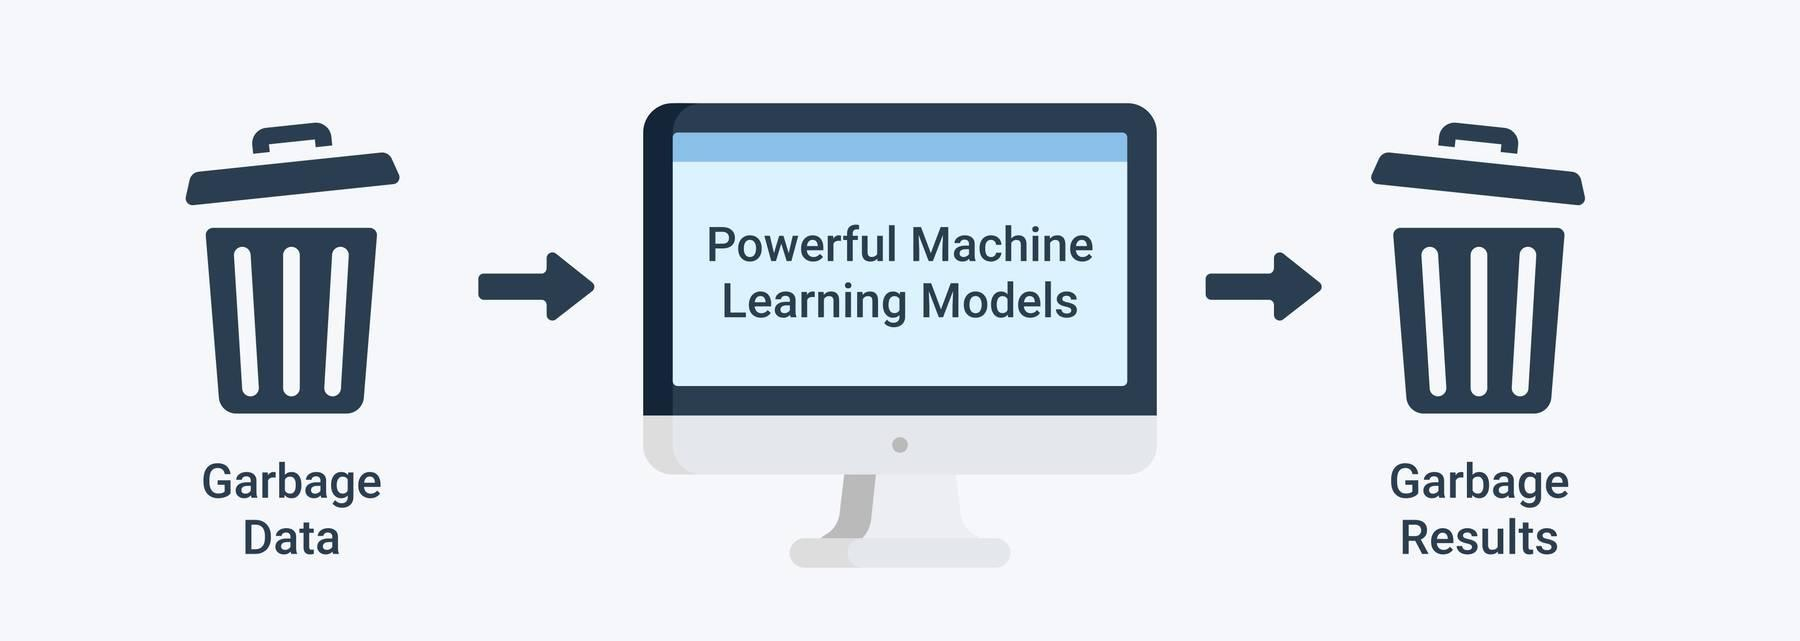 Garbage
Data
Powerful Machine
Learning Models
Garbage
Results